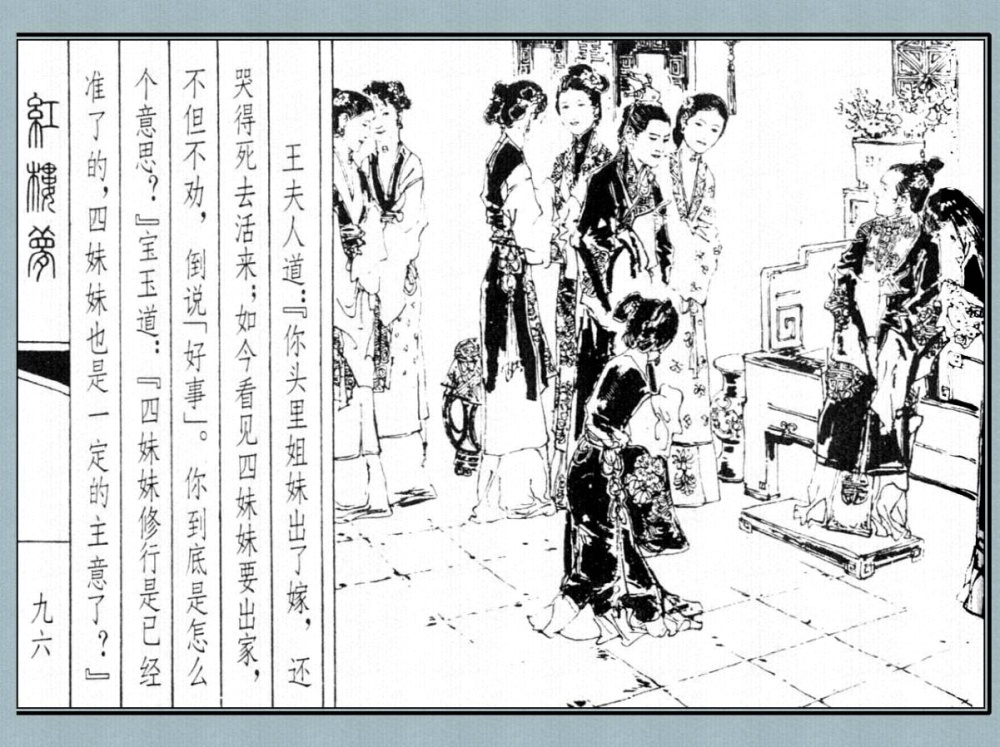 王夫人道：『你头里姐妹出了嫁，还
哭得死去活来；如今看见四妹妹要出家，
不但不劝，倒说「好事」。你到底是怎么
个意思？』宝玉道：『四妹妹修行是已经
准了的，四妹妹也是一定的主意了？』
紅樓夢
九六